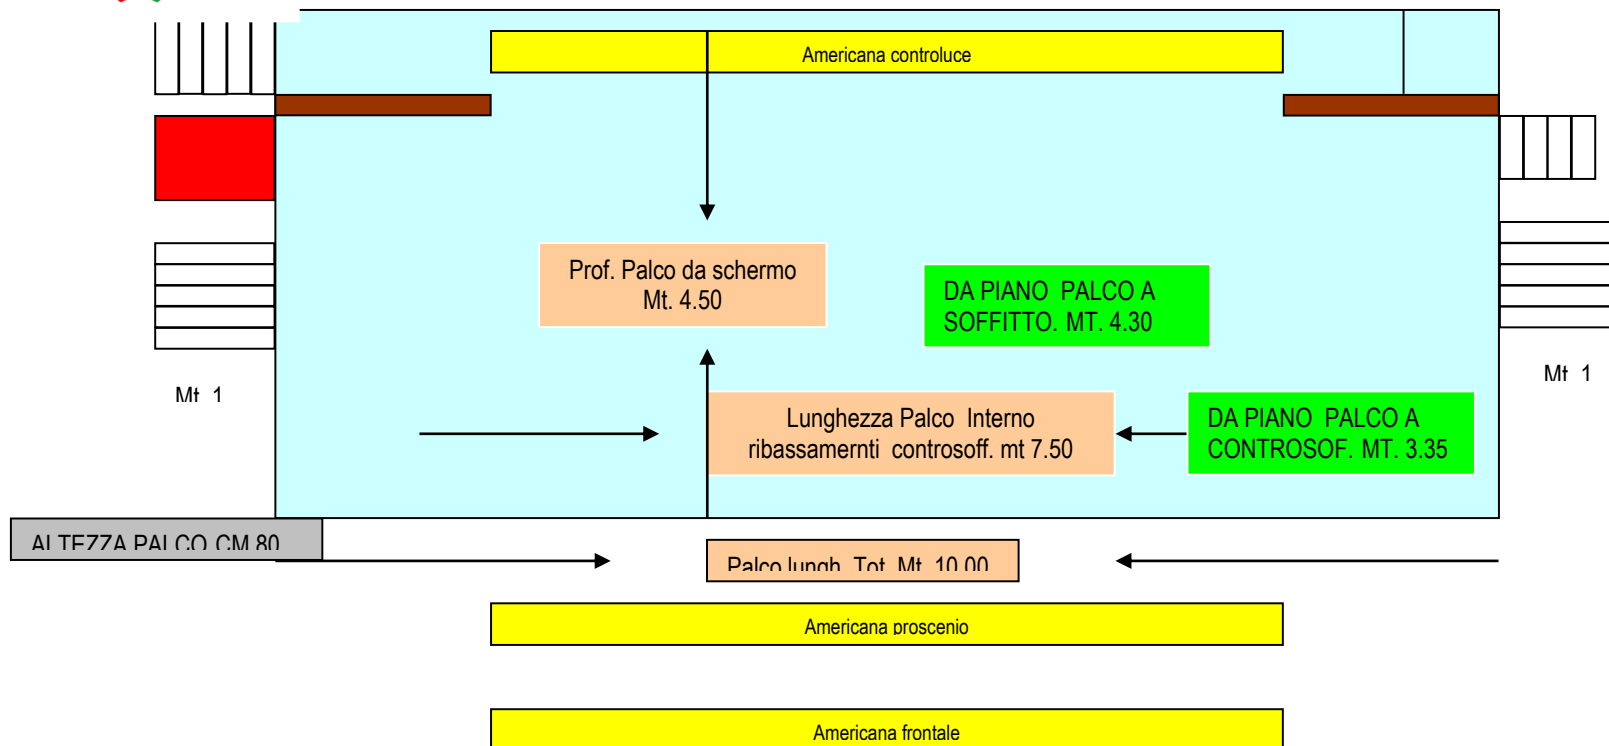 Americana controluce
Prof. Palco da schermo
Mt. 4.50
DA PIANO PALCO A
SOFFITTO. MT. 4.30
Mt 1
Mt 1
Lunghezza Palco Interno
ribassamernti controsoff. mt 7.50
DA PIANO PALCO A
CONTROSOF. MT. 3.35
ALTEZZA PALCO CM 80
Palco lungh. Tot. Mt. 10.00
Americana proscenio
Americana frontale